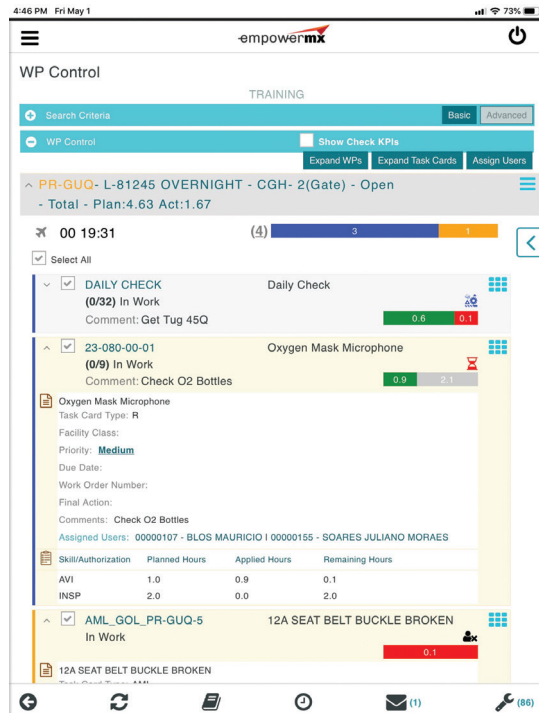 4:46 PM Fri May 1 73%
empowermx
WP Control
TRAINING
Search Criteria Basic Advanced
WP Control Show Check KPIs
Expand WPs Expand Task Cards Assign Users
PR-GUQ- L-81245 OVERNIGHT - CGH- 2(Gate) - Open
- Total - Plan:4.63 Act:1.67
00 19:31 (4) 3 1
Select All
DAILY CHECK Daily Check
(0/32) In Work
Comment: Get Tug 45Q 0.6 0.1
23-080-00-01 Oxygen Mask Microphone
(0/9) In Work
Comment: Check O2 Bottles 0.9 2.1
Oxygen Mask Microphone
Task Card Type: R
Facility Class:
Priority: Medium
Due Date:
Work Order Number:
Final Action:
Comments: Check O2 Bottles
Assigned Users: 00000107 - BLOS MAURICIO I 00000155 - SOARES JULIANO MORAES
Skill/Authorization Planned Hours Applied Hours Remaining Hours
AVI 1.0 0.9 0.1
INSP 2.0 0.0 2.0
AML_GOL_PR-GUQ-5 12A SEAT BELT BUCKLE BROKEN
In Work
0.1
12A SEAT BELT BUCKLE BROKEN
Task Card Type: AML
(1) (86)